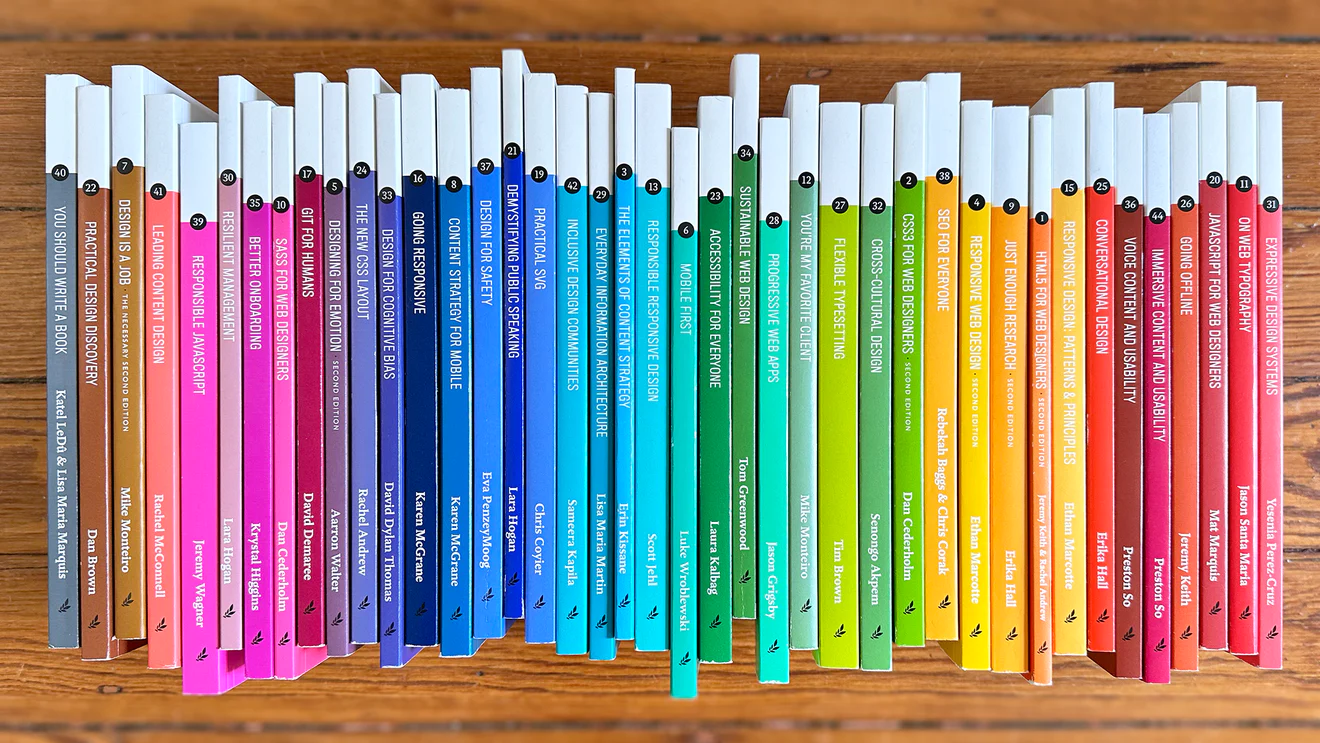 40 YOU SHOULD WRITE A BOOK Katel LeDû & Lisa Maria Marquis
22 PRACTICAL DESIGN DISCOVERY Dan Brown
7 DESIGN IS A JOB · THE NECESSARY SECOND EDITION Mike Monteiro
41 LEADING CONTENT DESIGN Rachel McConnell
39 RESPONSIBLE JAVASCRIPT Jeremy Wagner
30 RESILIENT MANAGEMENT Lara Hogan
35 BETTER ONBOARDING Krystal Higgins
10 SASS FOR WEB DESIGNERS Dan Cederholm
17 GIT FOR HUMANS David Demaree
5 DESIGNING FOR EMOTION · SECOND EDITION Aarron Walter
24 THE NEW CSS LAYOUT Rachel Andrew
33 DESIGN FOR COGNITIVE BIAS David Dylan Thomas
16 GOING RESPONSIVE Karen McGrane
8 CONTENT STRATEGY FOR MOBILE Karen McGrane
37 DESIGN FOR SAFETY Eva PenzeyMoog
21 DEMYSTIFYING PUBLIC SPEAKING Lara Hogan
19 PRACTICAL SVG Chris Coyier
42 INCLUSIVE DESIGN COMMUNITIES Sameera Kapila
29 EVERYDAY INFORMATION ARCHITECTURE Lisa Maria Martin
3 THE ELEMENTS OF CONTENT STRATEGY Erin Kissane
13 RESPONSIBLE RESPONSIVE DESIGN Scott Jehl
6 MOBILE FIRST Luke Wroblewski
23 ACCESSIBILITY FOR EVERYONE Laura Kalbag
34 SUSTAINABLE WEB DESIGN Tom Greenwood
28 PROGRESSIVE WEB APPS Jason Grigsby
12 YOU'RE MY FAVORITE CLIENT Mike Monteiro
27 FLEXIBLE TYPESETTING Tim Brown
32 CROSS-CULTURAL DESIGN Senongo Akpem
2 CSS3 FOR WEB DESIGNERS · SECOND EDITION Dan Cederholm
38 SEO FOR EVERYONE Rebekah Baggs & Chris Corak
4 RESPONSIVE DESIGN · SECOND EDITION Ethan Marcotte
9 JUST ENOUGH RESEARCH · SECOND EDITION Erika Hall
1 HTML5 FOR WEB DESIGNERS · SECOND EDITION Jeremy Keith & Rachel Andrew
15 RESPONSIVE DESIGN: PATTERNS & PRINCIPLES Ethan Marcotte
25 CONVERSATIONAL DESIGN Erika Hall
36 VOICE CONTENT AND USABILITY Preston So
44 IMMERSIVE CONTENT AND USABILITY Preston So
26 GOING OFFLINE Jeremy Keith
20 JAVASCRIPT FOR WEB DESIGNERS Mat Marquis
11 ON WEB TYPOGRAPHY Jason Santa Maria
31 EXPRESSIVE DESIGN SYSTEMS Yesenia Perez-Cruz